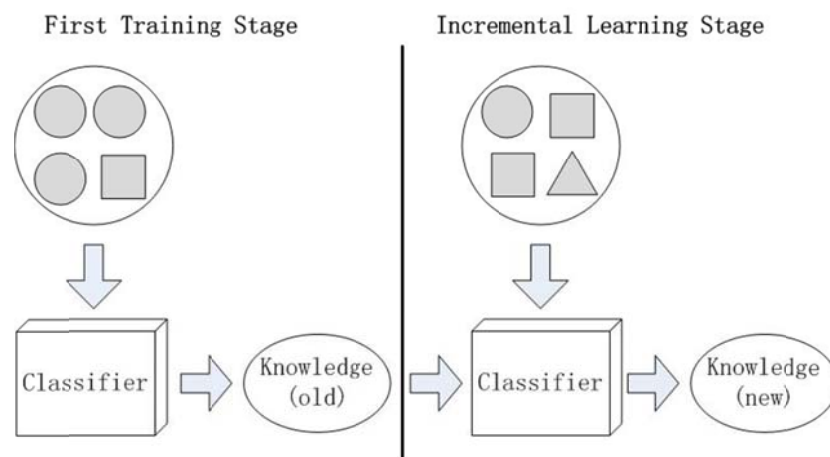 First Training Stage
Incremental Learning Stage
Classifier
Knowledge
(old)
Classifier
Knowledge
(new)